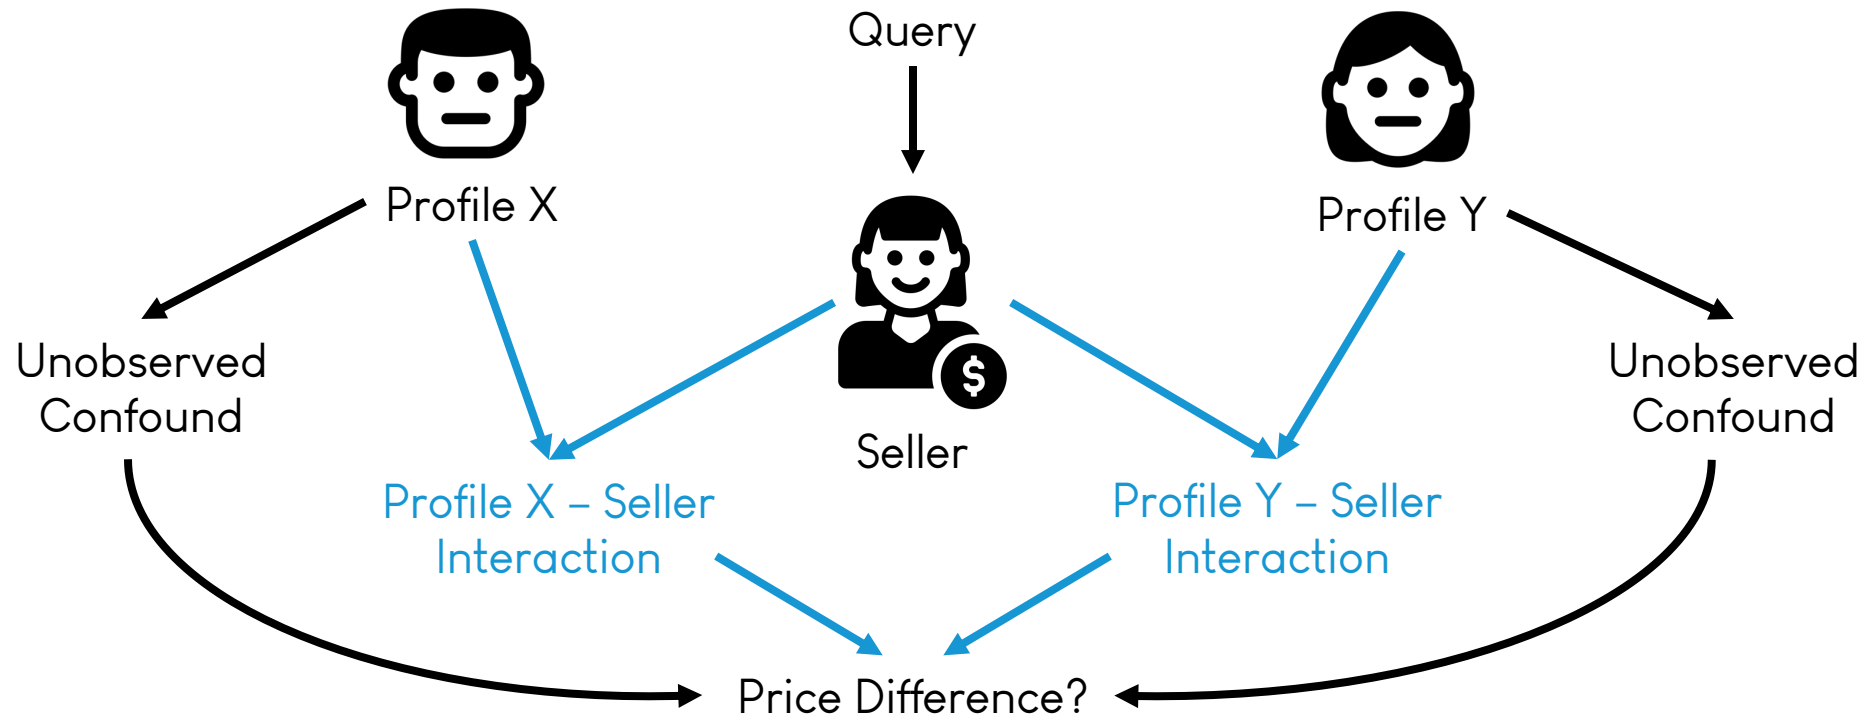 Query
Profile X
Profile Y
Unobserved
Confound
$
Seller
Unobserved
Confound
Profile X – Seller
Interaction
Profile Y – Seller
Interaction
Price Difference?